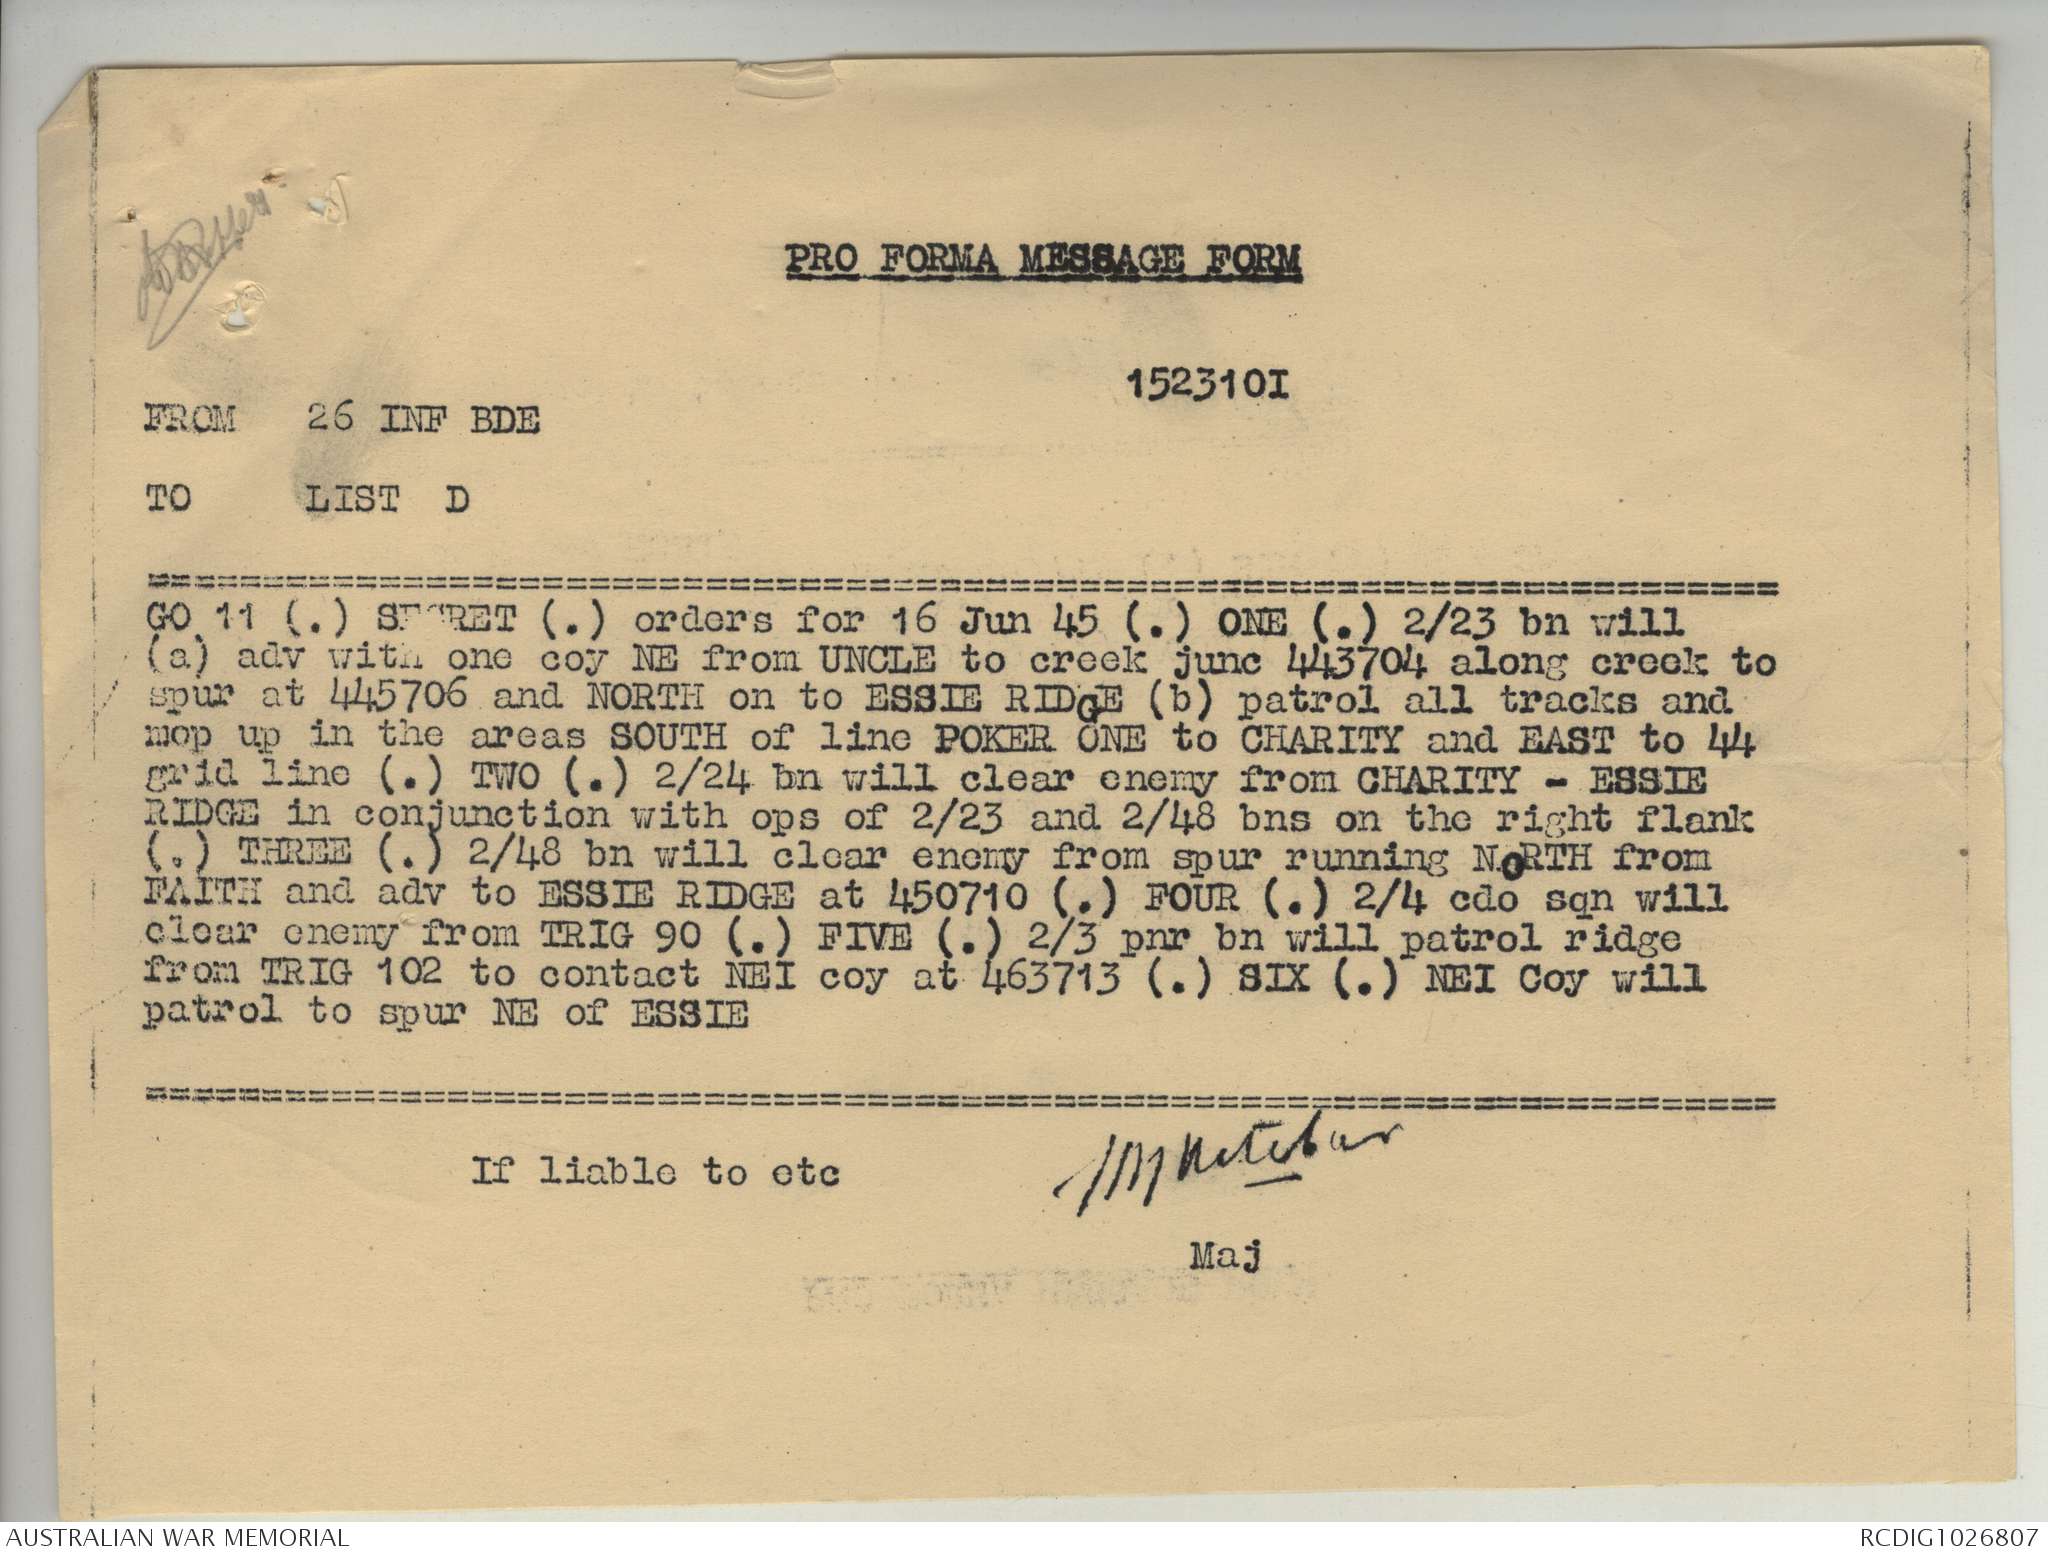 PRO FORMA MESSAGE FORM
152310I
FROM 26 INF BDE
TO LIST D
======================================================================
GO 11 (.) SECRET (.) orders for 16 Jun 45 (.) ONE (.) 2/23 bn will
(a) adv with one coy NE from UNCLE to creek junc 443704 along creek to
spur at 445706 and NORTH on to ESSIE RIDGE (b) patrol all tracks and
mop up in the areas SOUTH of line POKER ONE to CHARITY and EAST to 44
grid line (.) TWO (.) 2/24 bn will clear enemy from CHARITY - ESSIE
RIDGE in conjunction with ops of 2/23 and 2/48 bns on the right flank
(.) THREE (.) 2/48 bn will clear enemy from spur running NoRTH from
FAITH and adv to ESSIE RIDGE at 450710 (.) FOUR (.) 2/4 cdo sqn will
clear enemy from TRIG 90 (.) FIVE (.) 2/3 pnr bn will patrol ridge
from TRIG 102 to contact NEI coy at 463713 (.) SIX (.) NEI Coy will
patrol to spur NE of ESSIE
======================================================================
If liable to etc
Maj
AUSTRALIAN WAR MEMORIAL
RCDIG1026807